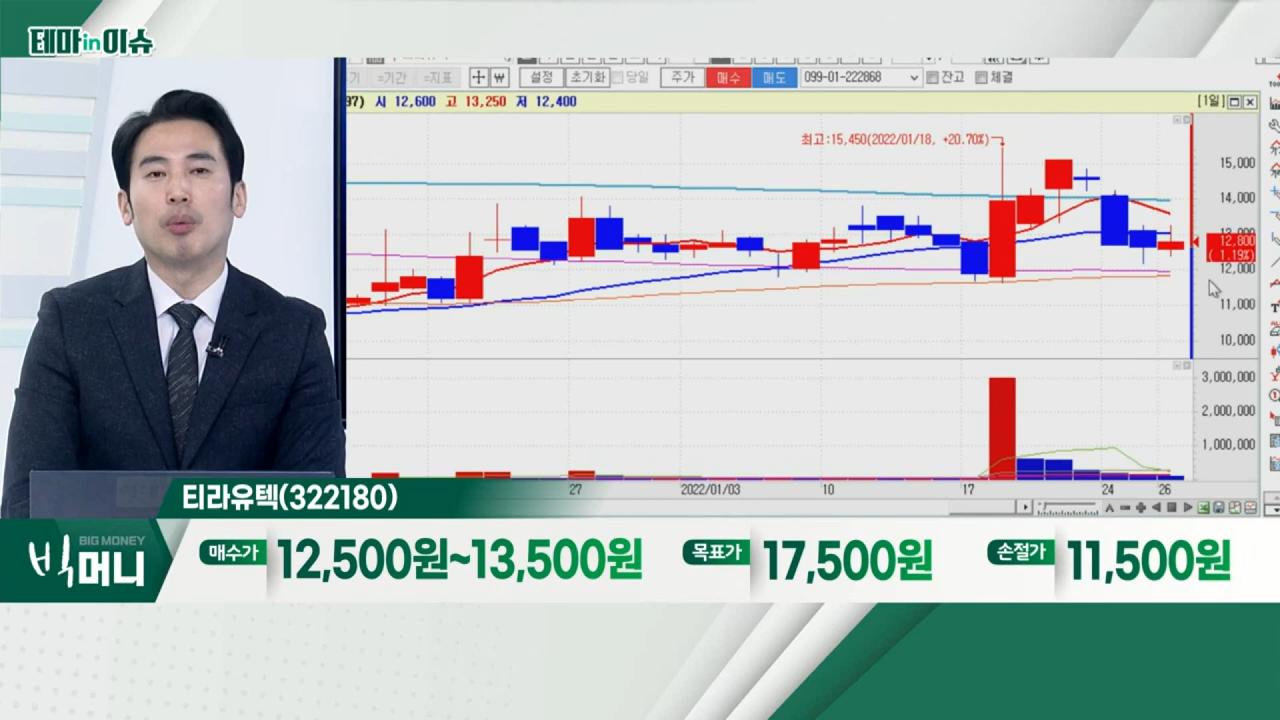 테마in이슈
=기간 =지표 ₩ 설정 초기화 당일 주가 매수 매도 099-01-222868 잔고 체결
97) 시 12,600 고 13,250 저 12,400 [1일]
최고:15,450(2022/01/18, +20.70%)
15,000
14,000
13,000
12,800
( 1.19%)
12,000
11,000
10,000
3,000,000
2,000,000
1,000,000
27 2022/01/03 10 17 24 26
티라유텍(322180)
BIG MONEY
빅머니
매수가 12,500원~13,500원 목표가 17,500원 손절가 11,500원